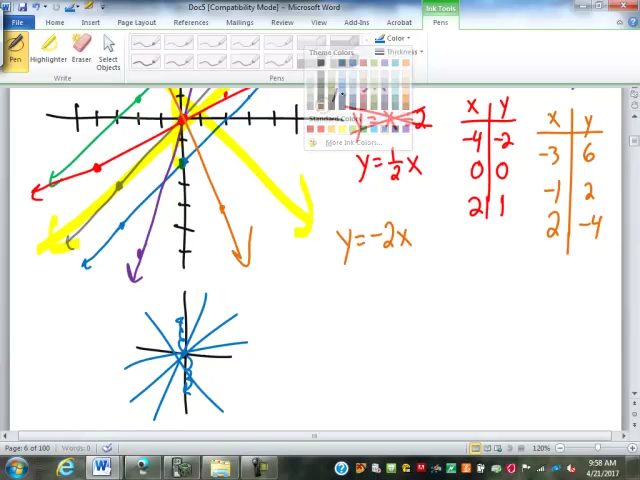 Doc5 [Compatibility Mode] - Microsoft Word
Ink Tools
File Home Insert Page Layout References Mailings Review View Add-Ins Acrobat Pens
Pen Highlighter Eraser Select Objects
Color
Thickness
Write
Pens
Theme Colors
Standard Colors
More Ink Colors...
x y
-4 -2
0 0
2 1
x y
-3 6
-1 2
2 -4
y = 1/2 x
y = -2x
Page: 6 of 100 Words: 0
120%
9:58 AM
4/21/2017